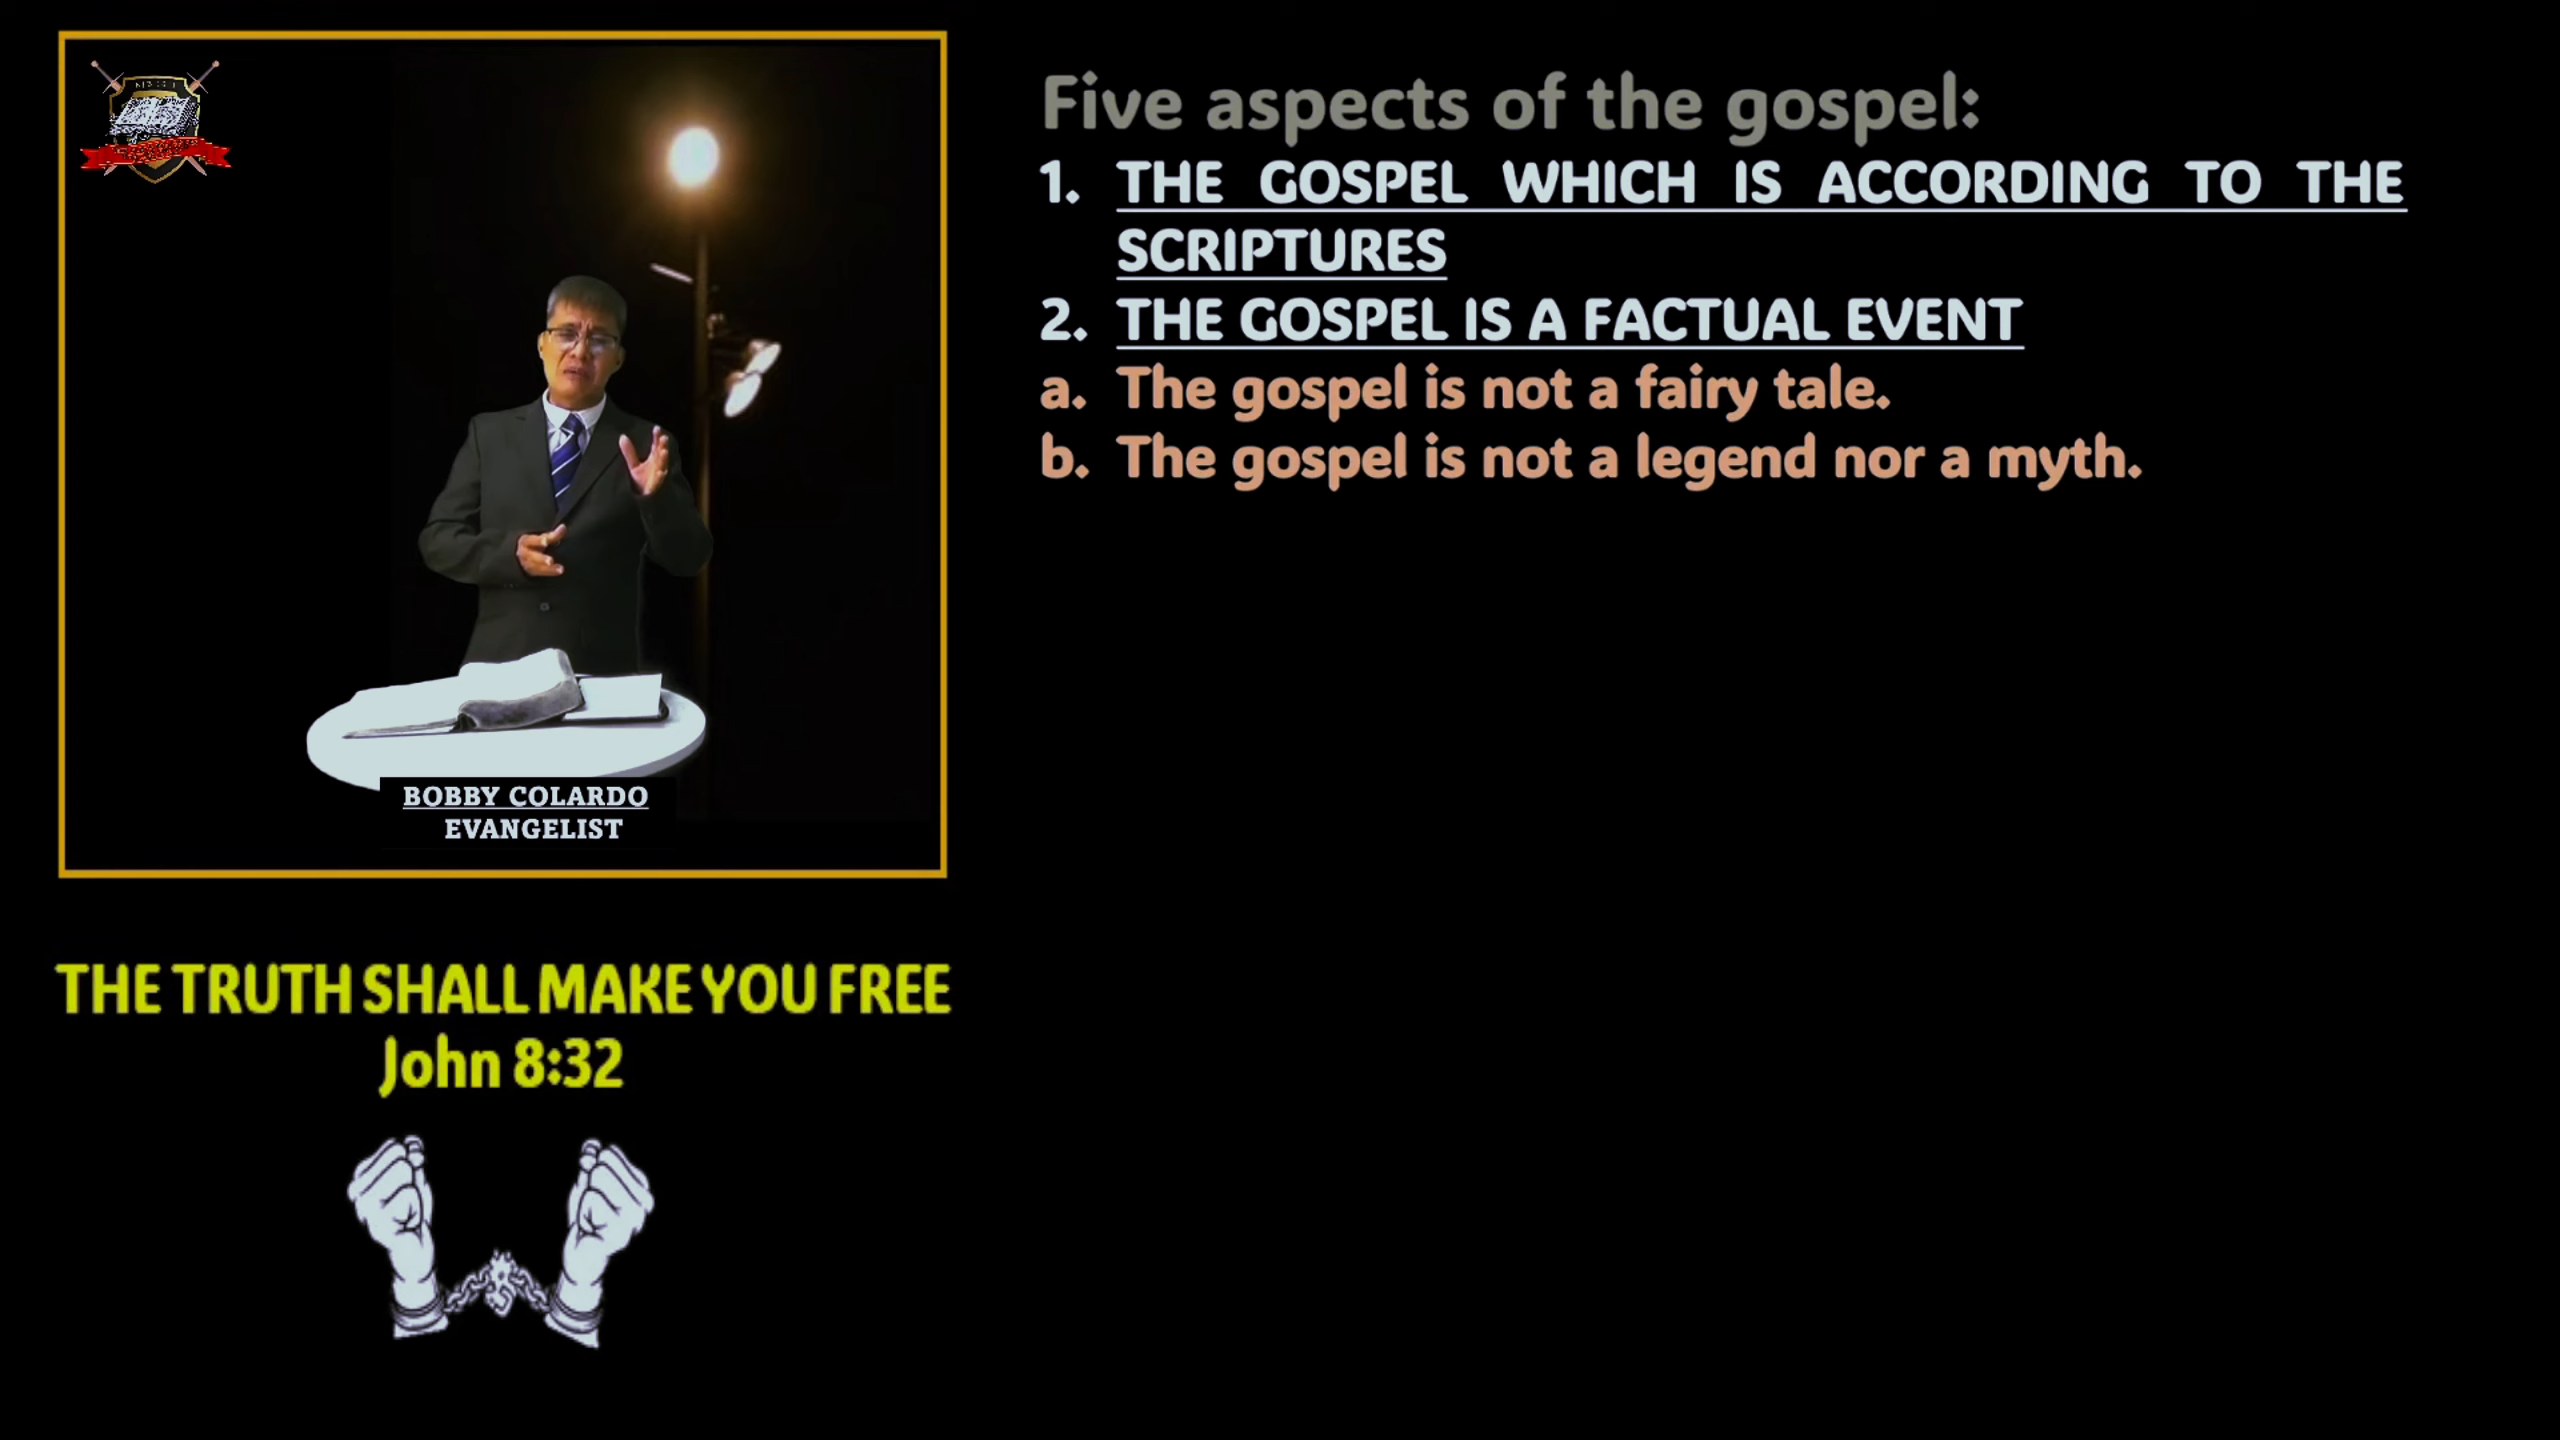 Five aspects of the gospel:
1. THE GOSPEL WHICH IS ACCORDING TO THE
SCRIPTURES
2. THE GOSPEL IS A FACTUAL EVENT
a. The gospel is not a fairy tale.
b. The gospel is not a legend nor a myth.
BOBBY COLARDO
EVANGELIST
THE TRUTH SHALL MAKE YOU FREE
John 8:32